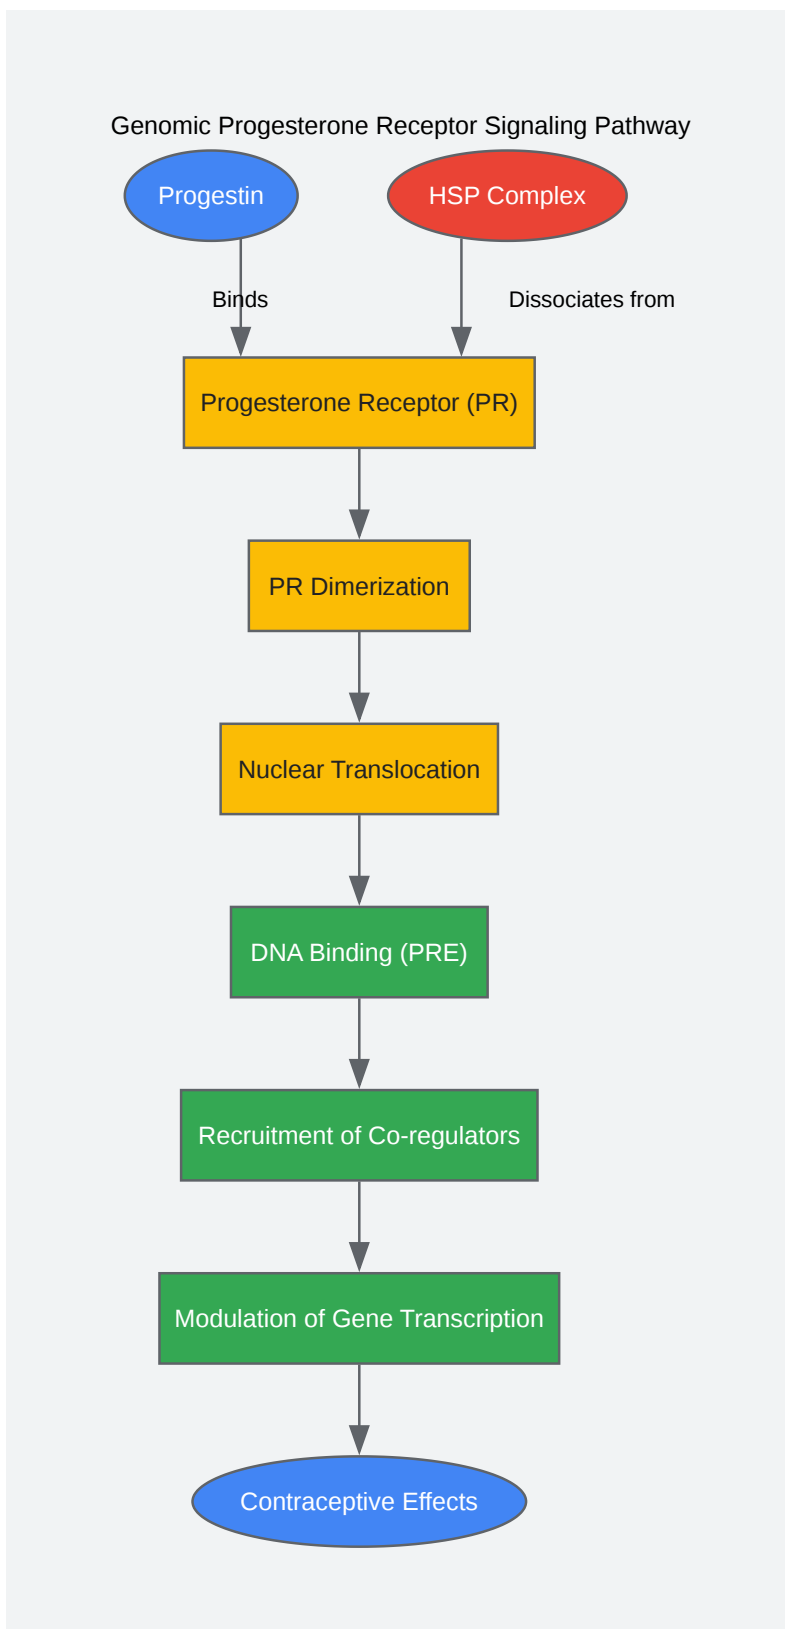 Genomic Progesterone Receptor Signaling Pathway
Progestin
HSP Complex
Binds
Dissociates from
Progesterone Receptor (PR)
PR Dimerization
Nuclear Translocation
DNA Binding (PRE)
Recruitment of Co-regulators
Modulation of Gene Transcription
Contraceptive Effects